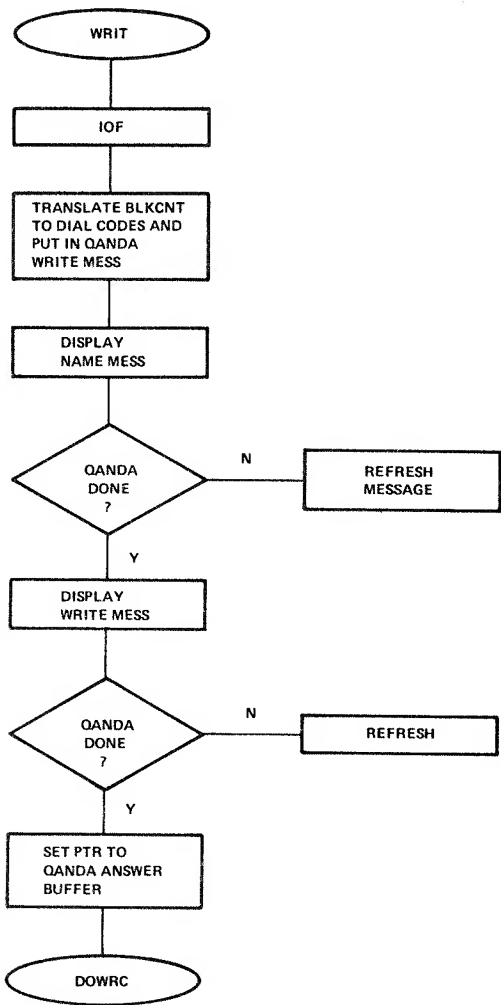 WRIT
IOF
TRANSLATE BLKCNT
TO DIAL CODES AND
PUT IN QANDA
WRITE MESS
DISPLAY
NAME MESS
QANDA
DONE
?
N
REFRESH
MESSAGE
Y
DISPLAY
WRITE MESS
QANDA
DONE
?
N
REFRESH
Y
SET PTR TO
QANDA ANSWER
BUFFER
DOWRC